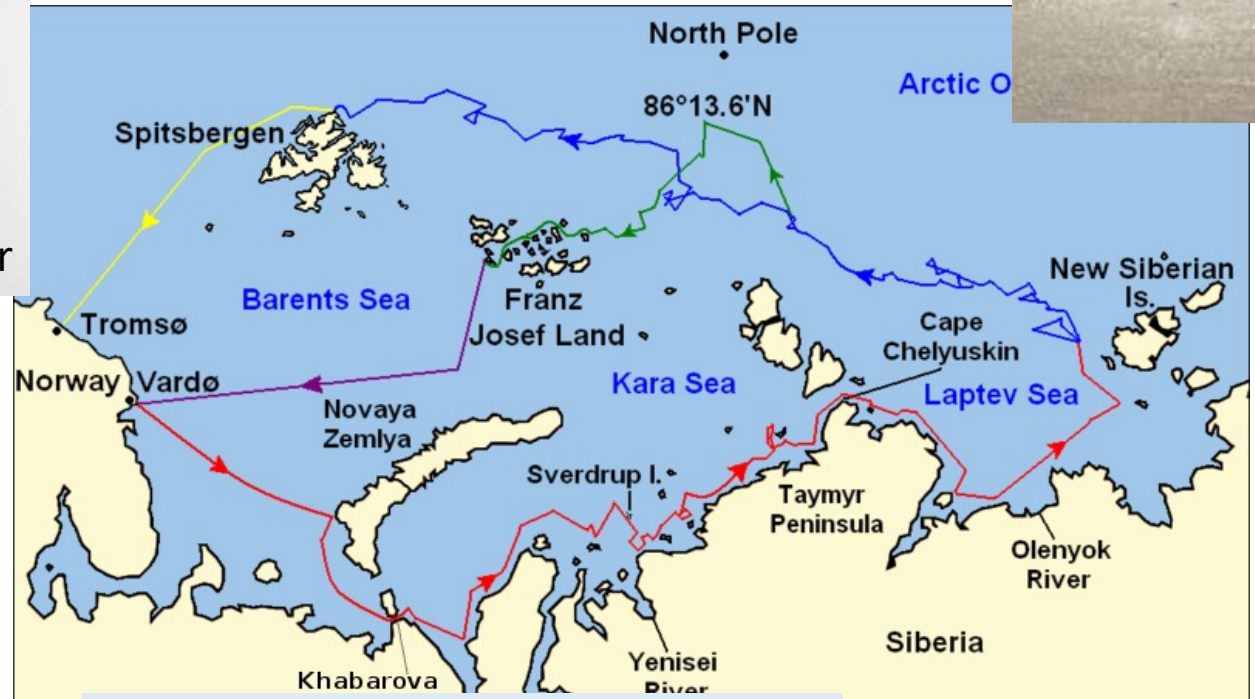 North Pole
Arctic O
86°13.6'N
Spitsbergen
r
New Siberian
Is.
Barents Sea
Franz
Josef Land
Tromsø
Cape
Chelyuskin
Norway
Vardø
Kara Sea
Laptev Sea
Novaya
Zemlya
Sverdrup I.
Taymyr
Peninsula
Olenyok
River
Siberia
Yenisei
River
Khabarova